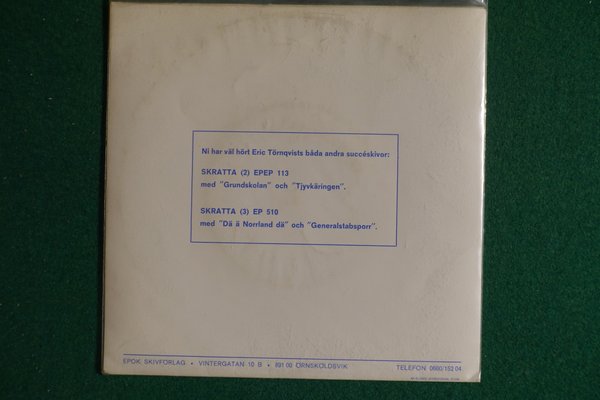 Ni har väl hört Eric Törnqvists båda andra succéskivor:
SKRATTA (2) EPEP 113
med "Grundskolan" och "Tjyvkäringen".
SKRATTA (3) EP 510
med "Dä ä Norrland dä" och "Generalstabsporr".
EPOK SKIVFÖRLAG • VINTERGATAN 10 B • 891 00 ÖRNSKÖLDSVIK TELEFON 0660/152 04